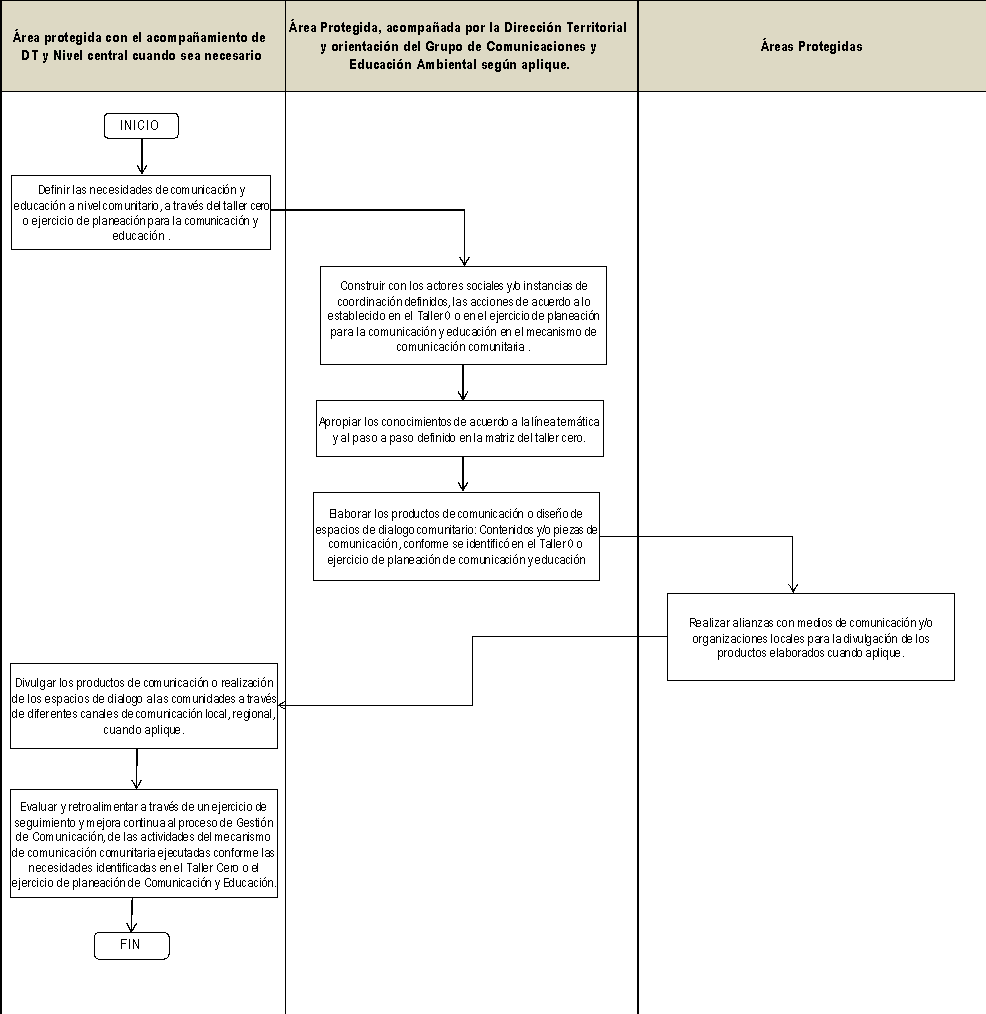 Área protegida con el acompañamiento de
DT y Nivel central cuando sea necesario
Área Protegida, acompañada por la Dirección Territorial
y orientación del Grupo de Comunicaciones y
Educación Ambiental según aplique.
Áreas Protegidas
INICIO
Definir las necesidades de comunicación y
educación a nivel comunitario, a través del taller cero
o ejercicio de planeación para la comunicación y
educación .
Construir con los actores sociales y/o instancias de
coordinación definidos, las acciones de acuerdo a lo
establecido en el Taller 0 o en el ejercicio de planeación
para la comunicación y educación en el mecanismo de
comunicación comunitaria .
Apropiar los conocimientos de acuerdo a la línea temática
y al paso a paso definido en la matriz del taller cero.
Elaborar los productos de comunicación o diseño de
espacios de dialogo comunitario: Contenidos y/o piezas de
comunicación, conforme se identificó en el Taller 0 o
ejercicio de planeación de comunicación y educación
Realizar alianzas con medios de comunicación y/o
organizaciones locales para la divulgación de los
productos elaborados cuando aplique.
Divulgar los productos de comunicación o realización
de los espacios de dialogo a las comunidades a través
de diferentes canales de comunicación local, regional,
cuando aplique.
Evaluar y retroalimentar a través de un ejercicio de
seguimiento y mejora continua al proceso de Gestión
de Comunicación, de las actividades del mecanismo
de comunicación comunitaria ejecutadas conforme las
necesidades identificadas en el Taller Cero o el
ejercicio de planeación de Comunicación y Educación.
FIN